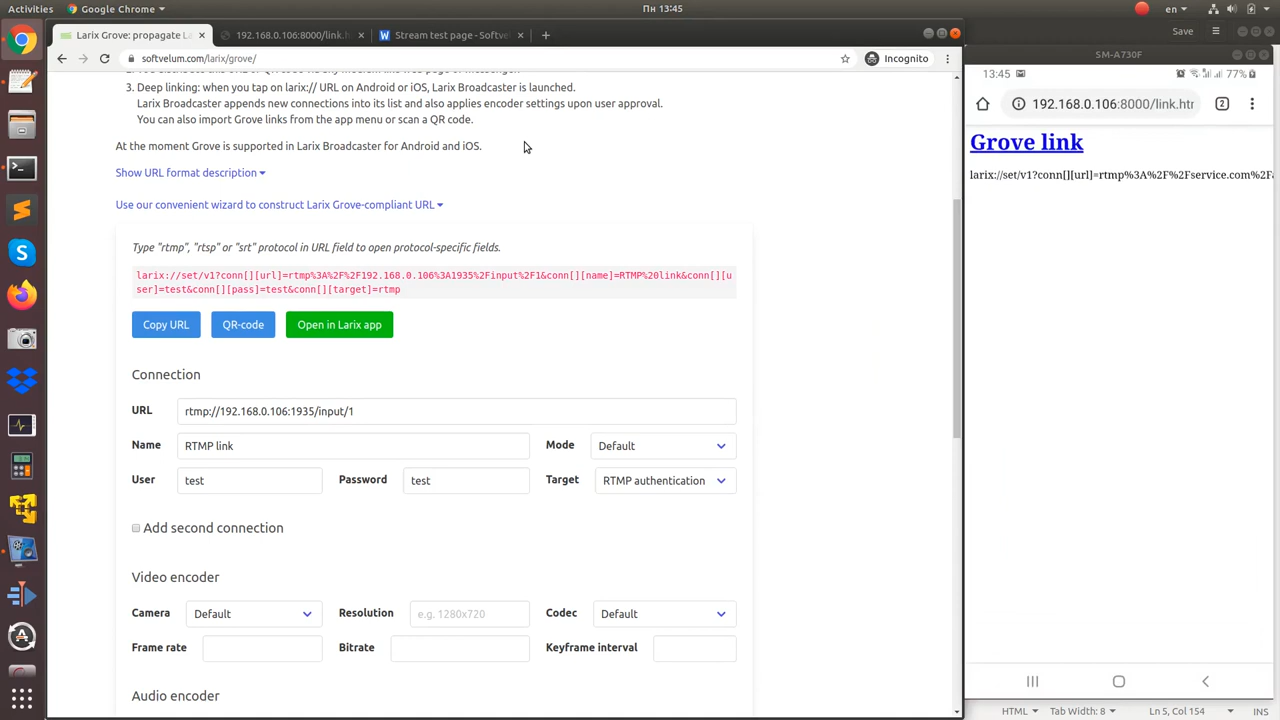 Activities
Google Chrome
Пн 13:45
en
Larix Grove: propagate L
192.168.0.106:8000/link.h
Stream test page - Softve
Save
softvelum.com/larix/grove/
Incognito
SM-A730F
13:45
77%
192.168.0.106:8000/link.htr
2
3. Deep linking: when you tap on larix:// URL on Android or iOS, Larix Broadcaster is launched.
Larix Broadcaster appends new connections into its list and also applies encoder settings upon user approval.
You can also import Grove links from the app menu or scan a QR code.
At the moment Grove is supported in Larix Broadcaster for Android and iOS.
Show URL format description
Use our convenient wizard to construct Larix Grove-compliant URL
Type "rtmp", "rtsp" or "srt" protocol in URL field to open protocol-specific fields.
larix://set/v1?conn[][url]=rtmp%3A%2F%2F192.168.0.106%3A1935%2Finput%2F1&conn[][name]=RTMP%20link&conn[][u
ser]=test&conn[][pass]=test&conn[][target]=rtmp
Copy URL
QR-code
Open in Larix app
Connection
URL
rtmp://192.168.0.106:1935/input/1
Name
RTMP link
Mode
Default
User
test
Password
test
Target
RTMP authentication
Add second connection
Video encoder
Camera
Default
Resolution
e.g. 1280x720
Codec
Default
Frame rate
Bitrate
Keyframe interval
Audio encoder
Grove link
larix://set/v1?conn[][url]=rtmp%3A%2F%2Fservice.com%2F
HTML
Tab Width: 8
Ln 5, Col 154
INS